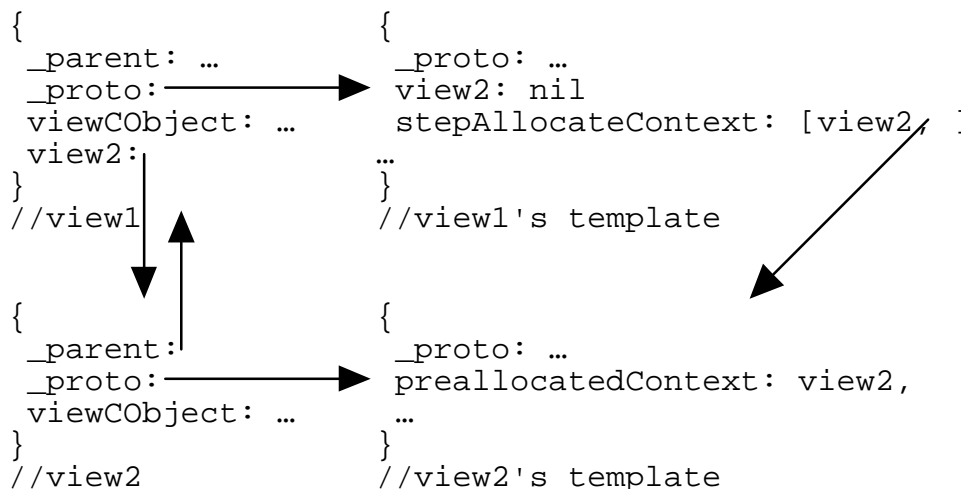 {
_parent: …
_proto:
viewCObject: …
view2:
}
//view1
{
_proto: …
view2: nil
stepAllocateContext: [view2, ]
…
}
//view1's template
{
_parent:
_proto:
viewCObject: …
}
//view2
{
_proto: …
preallocatedContext: view2,
…
}
//view2's template